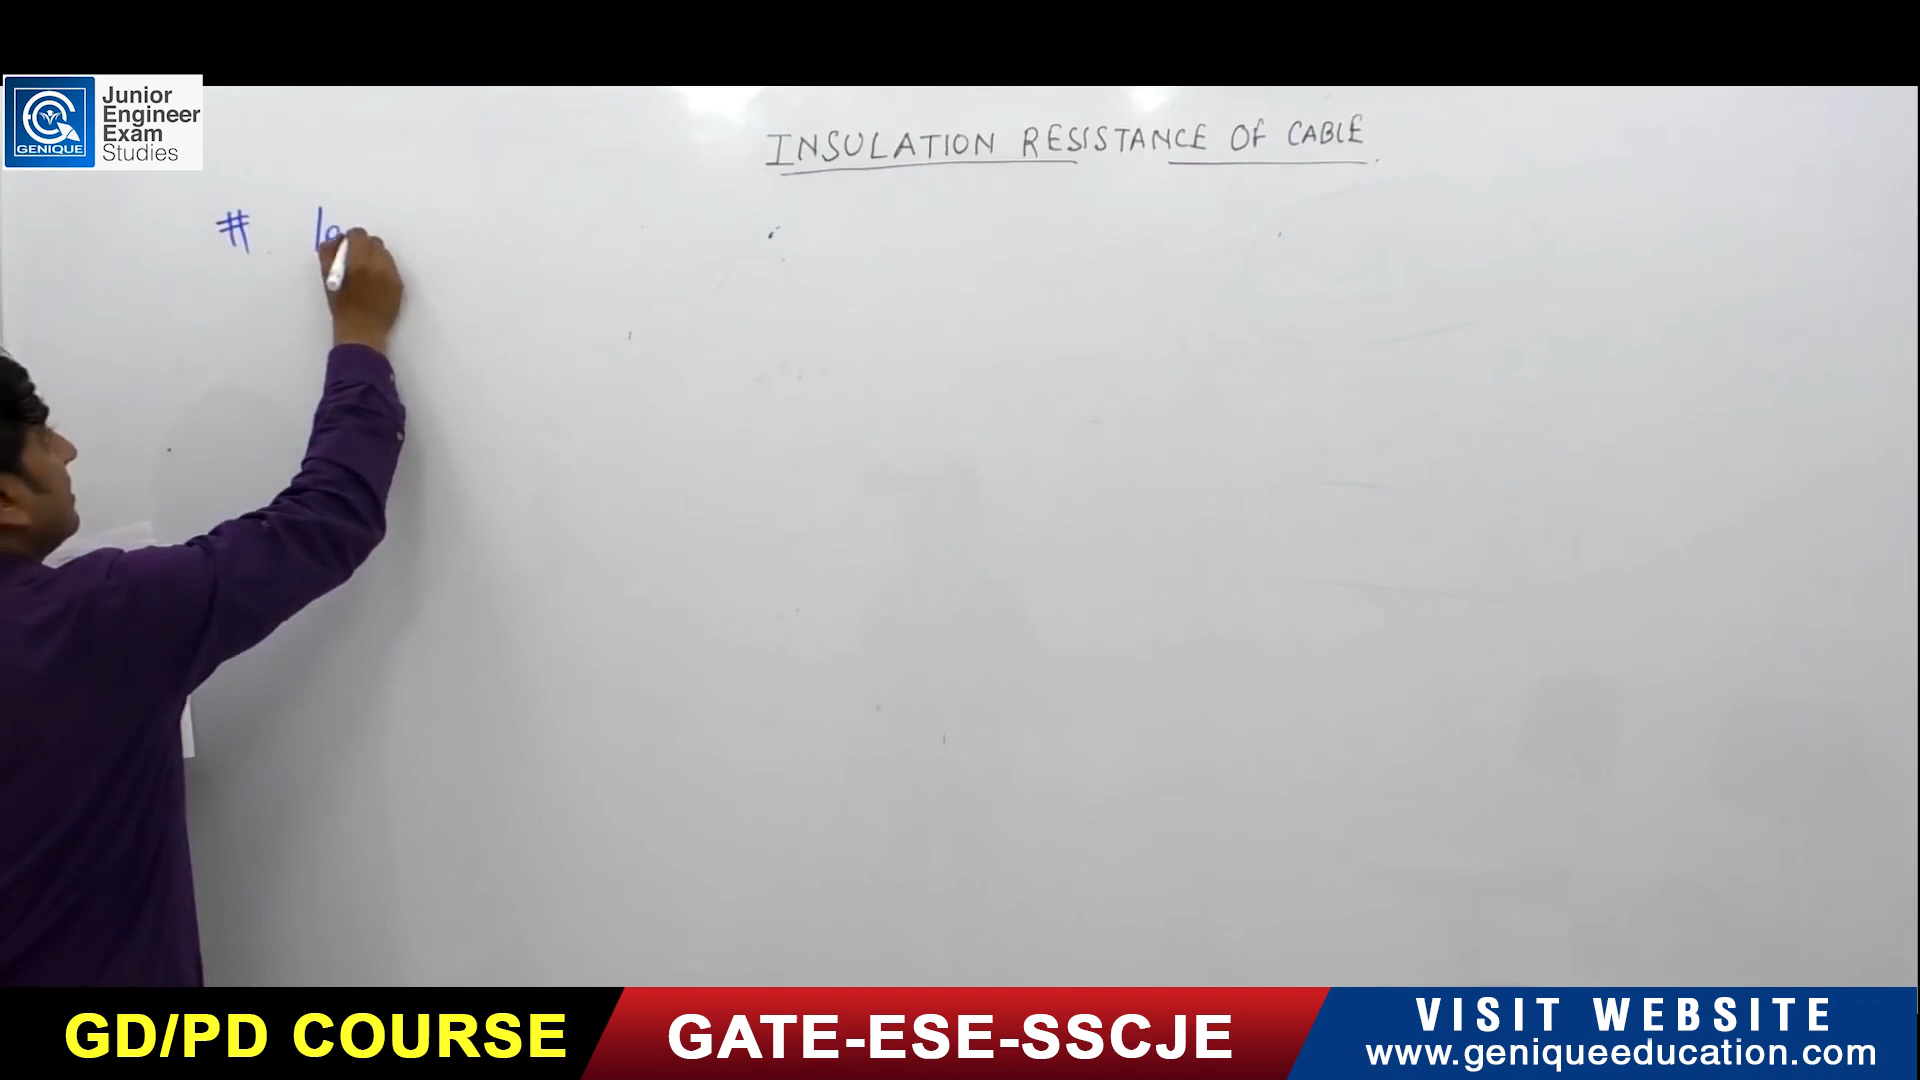 GENIQUE
Junior
Engineer
Exam
Studies
INSULATION RESISTANCE OF CABLE
#
GD/PD COURSE
GATE-ESE-SSCJE
VISIT WEBSITE
www.geniqueeducation.com